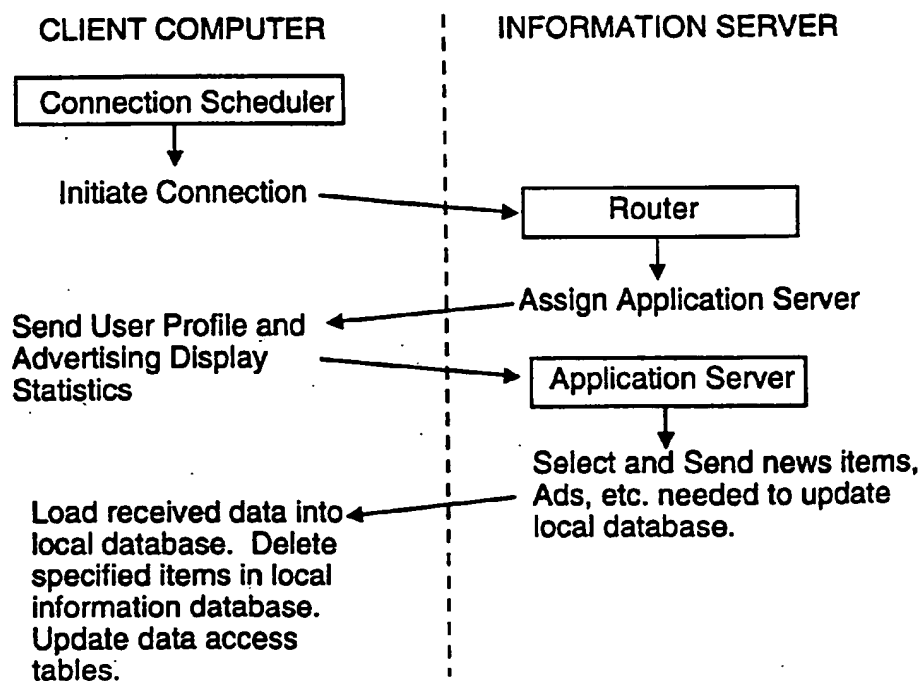 CLIENT COMPUTER
INFORMATION SERVER
Connection Scheduler
Initiate Connection
Router
Assign Application Server
Send User Profile and
Advertising Display
Statistics
Application Server
Select and Send news items,
Ads, etc. needed to update
local database.
Load received data into
local database. Delete
specified items in local
information database.
Update data access
tables.